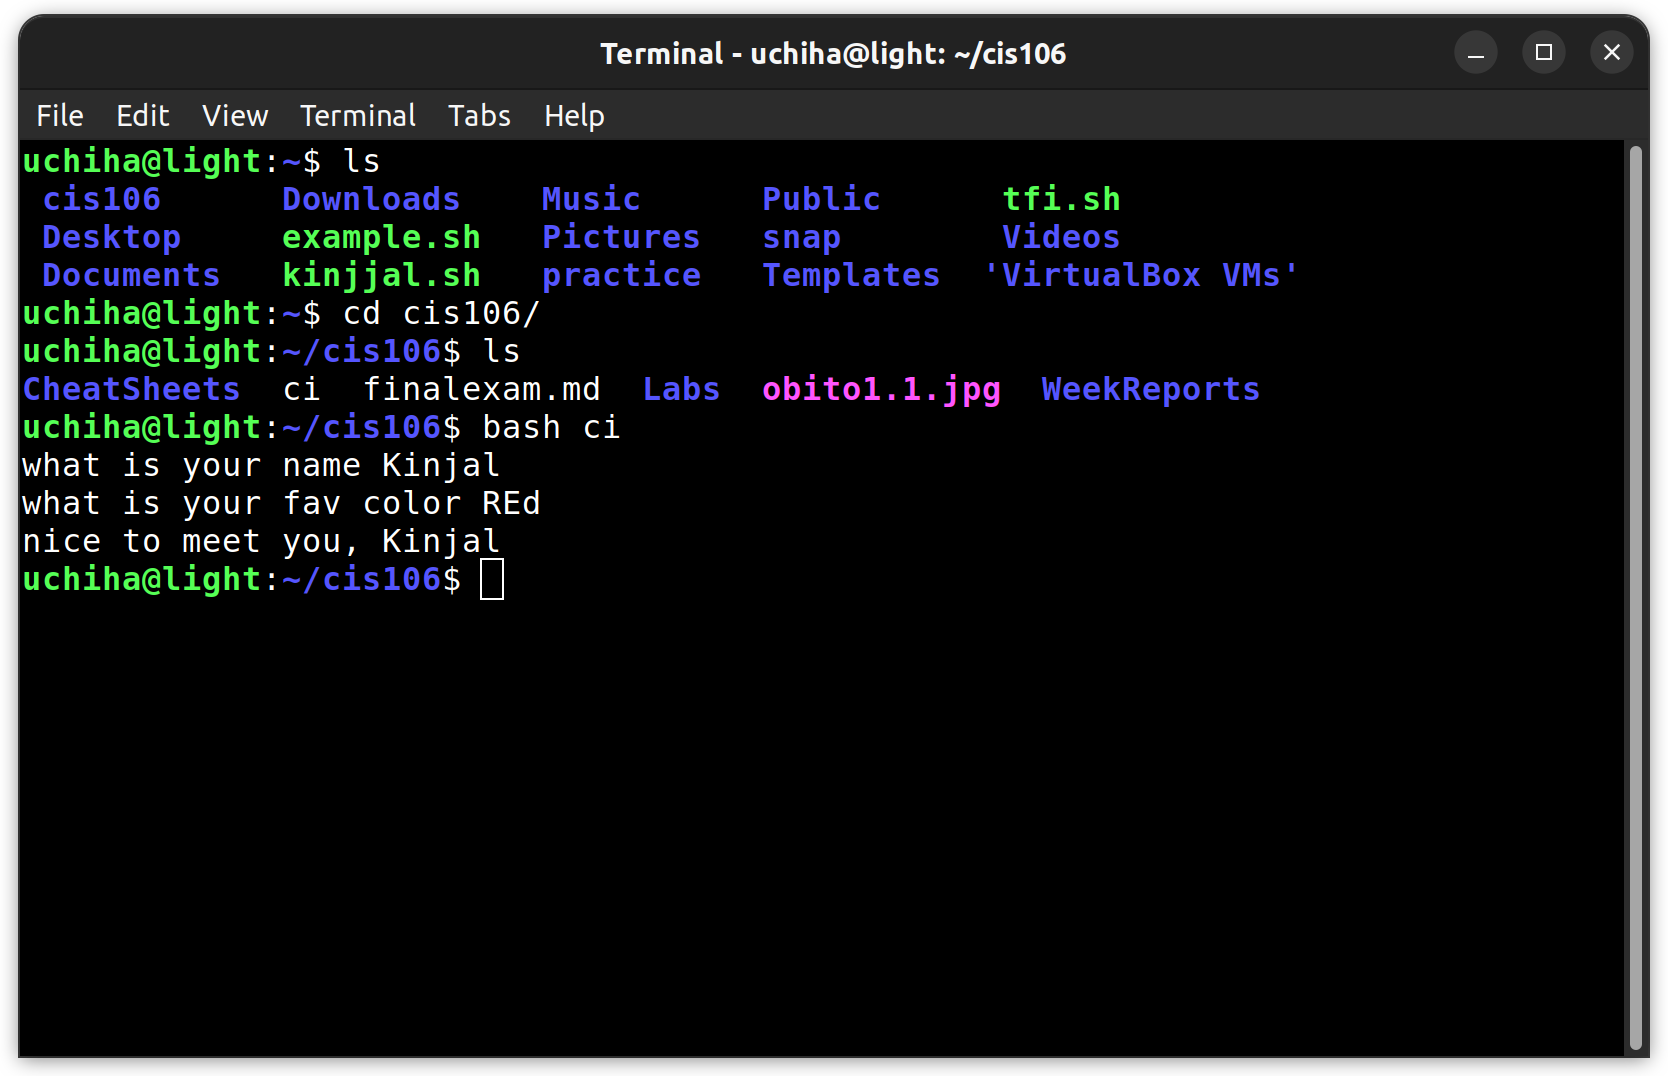 Terminal - uchiha@light: ~/cis106
File Edit View Terminal Tabs Help
uchiha@light:~$ ls
cis106 Downloads Music Public tfi.sh
Desktop example.sh Pictures snap Videos
Documents kinjjal.sh practice Templates 'VirtualBox VMs'
uchiha@light:~$ cd cis106/
uchiha@light:~/cis106$ ls
CheatSheets ci finalexam.md Labs obito1.1.jpg WeekReports
uchiha@light:~/cis106$ bash ci
what is your name Kinjal
what is your fav color REd
nice to meet you, Kinjal
uchiha@light:~/cis106$